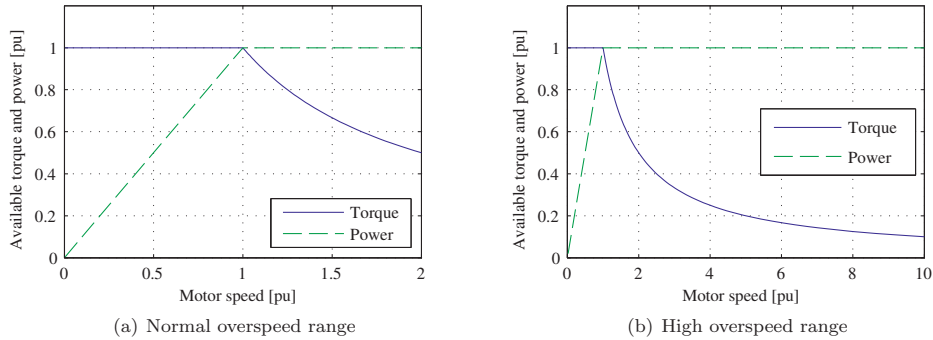 Available torque and power [pu]
1
0.8
0.6
0.4
0.2
0
0
0.5
1
1.5
2
Torque
Power
Motor speed [pu]
(a) Normal overspeed range
Available torque and power [pu]
1
0.8
0.6
0.4
0.2
0
0
2
4
6
8
10
Torque
Power
Motor speed [pu]
(b) High overspeed range